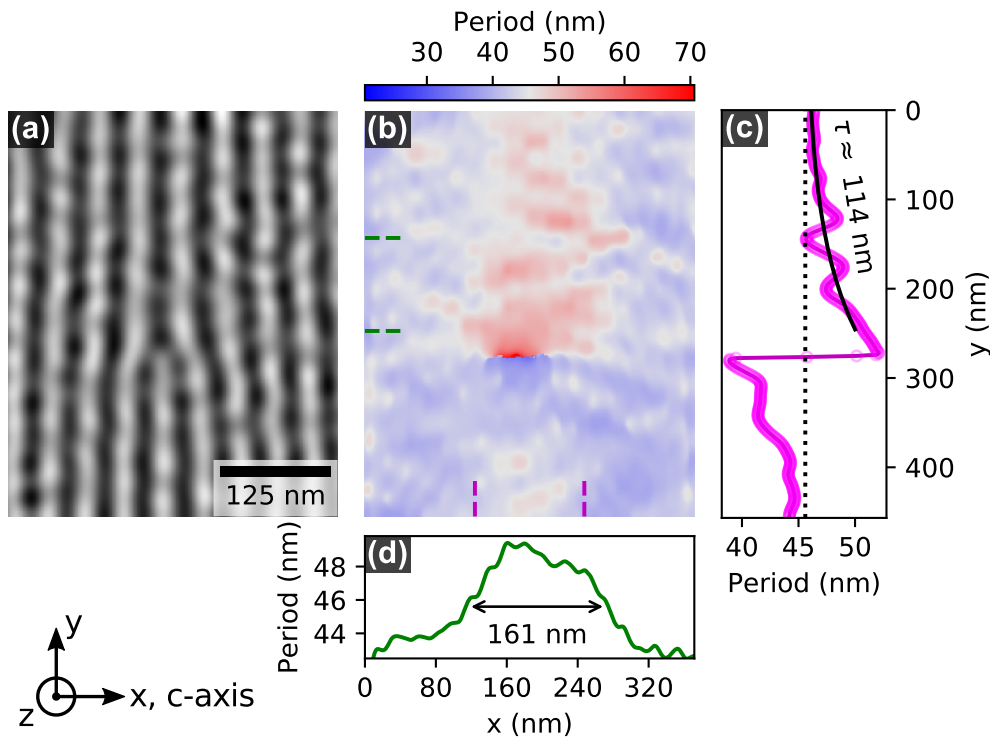 Period (nm)
30 40 50 60 70
(a)
125 nm
(b)
(c)
τ ≈ 114 nm
0
100
200
300
400
y (nm)
40 45 50
Period (nm)
(d)
Period (nm)
48
46
44
161 nm
0 80 160 240 320
x (nm)
y
x, c-axis
z